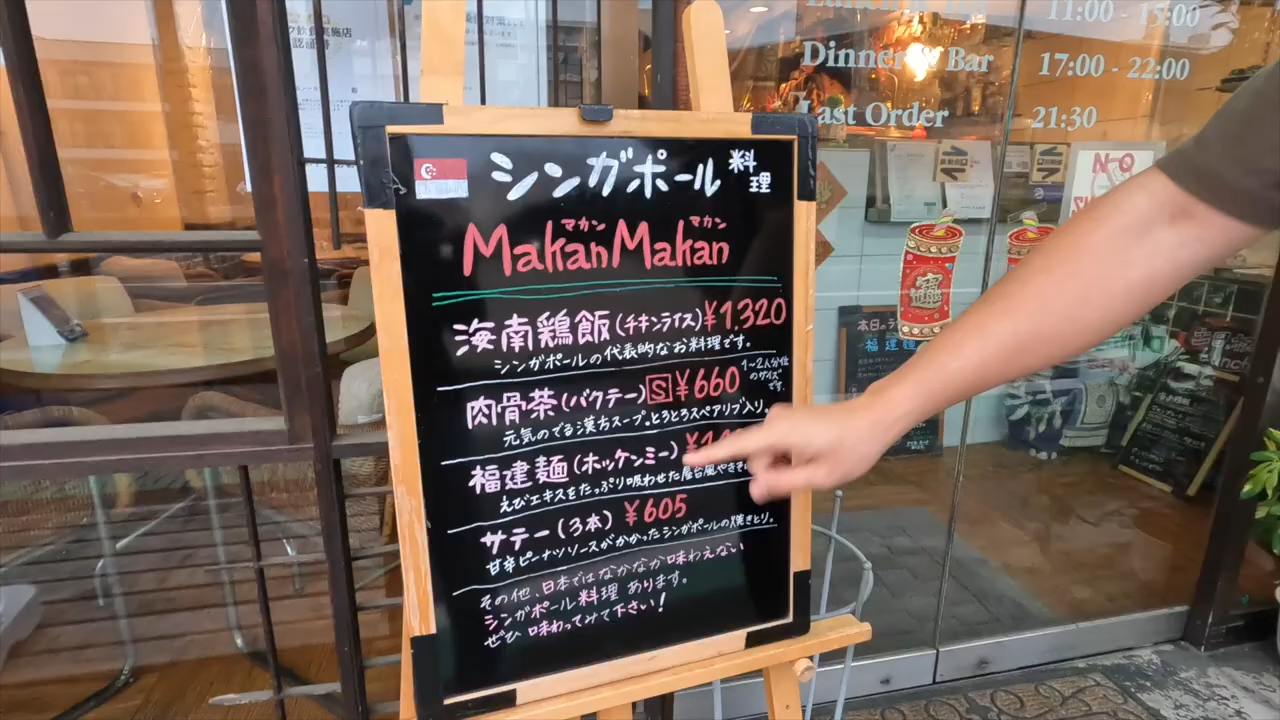 11:00 - 15:00
Dinner & Bar 17:00 - 22:00
Last Order 21:30
シンガポール料理
マカン マカン
Makan Makan
海南鶏飯(チキンライス)¥1,320
シンガポールの代表的なお料理です。
肉骨茶(バクテー)S¥660
1~2人分位のサイズです。
元気のでる漢方スープ。とろとろスペアリブ入り。
福建麺(ホッケンミー)
えびエキスをたっぷり吸わせた屋台風やきそ
サテー(3本)¥605
甘辛ピーナツソースがかかったシンガポールの焼きとり。
その他、日本ではなかなか味わえない
シンガポール料理 あります。
ぜひ 味わってみて下さい!
NO
本日の
福建麺